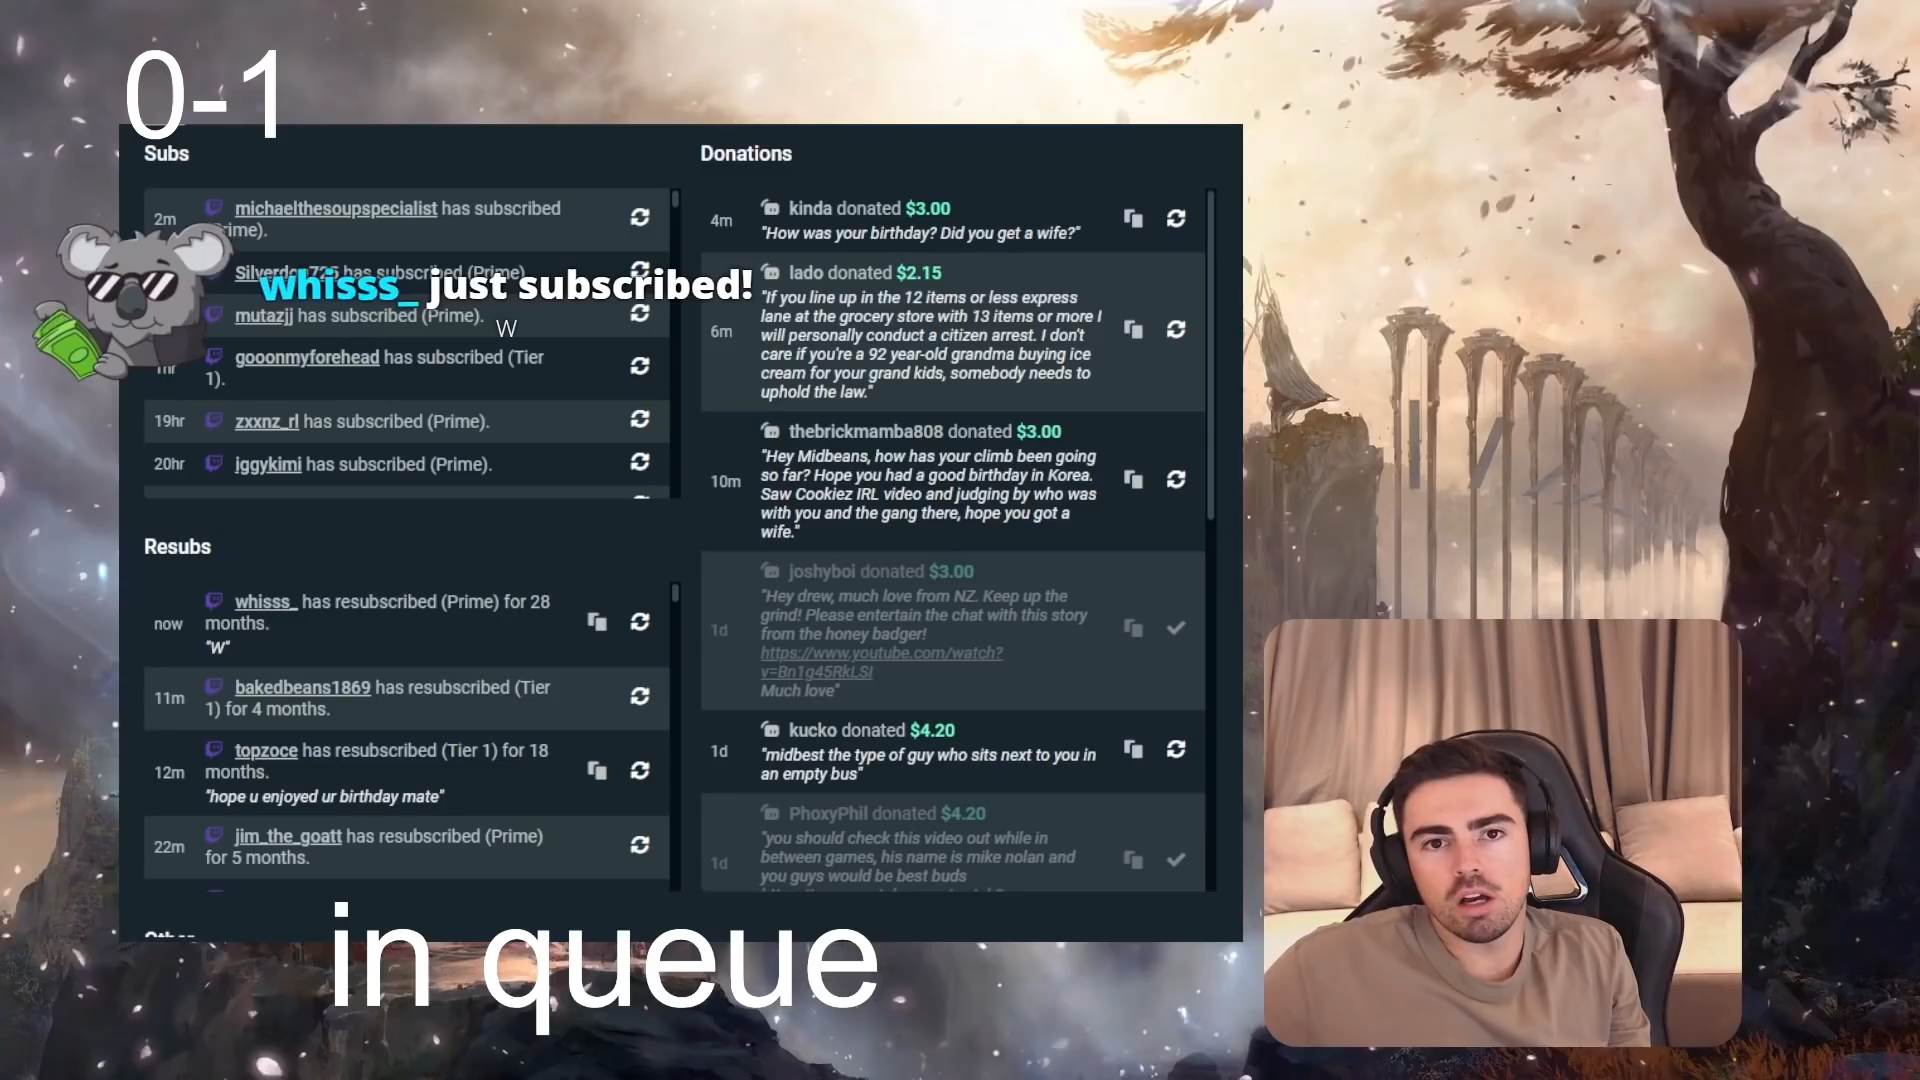 0-1
Subs
2m
michaelthesoupspecialist has subscribed
rime).
Silverdog725 has subscribed (Prime).
whisss_ just subscribed!
W
mutazjj has subscribed (Prime).
1hr
gooonmyforehead has subscribed (Tier
1).
19hr
zxxnz_rl has subscribed (Prime).
20hr
iggykimi has subscribed (Prime).
Resubs
now
whisss_ has resubscribed (Prime) for 28
months.
"W"
11m
bakedbeans1869 has resubscribed (Tier
1) for 4 months.
12m
topzoce has resubscribed (Tier 1) for 18
months.
"hope u enjoyed ur birthday mate"
22m
jim_the_goatt has resubscribed (Prime)
for 5 months.
Donations
4m
kinda donated $3.00
"How was your birthday? Did you get a wife?"
6m
lado donated $2.15
"If you line up in the 12 items or less express
lane at the grocery store with 13 items or more I
will personally conduct a citizen arrest. I don't
care if you're a 92 year-old grandma buying ice
cream for your grand kids, somebody needs to
uphold the law."
10m
thebrickmamba808 donated $3.00
"Hey Midbeans, how has your climb been going
so far? Hope you had a good birthday in Korea.
Saw Cookiez IRL video and judging by who was
with you and the gang there, hope you got a
wife."
1d
joshyboi donated $3.00
"Hey drew, much love from NZ. Keep up the
grind! Please entertain the chat with this story
from the honey badger!
https://www.youtube.com/watch?
v=Bn1g45RkLSI
Much love"
1d
kucko donated $4.20
"midbest the type of guy who sits next to you in
an empty bus"
1d
PhoxyPhil donated $4.20
"you should check this video out while in
between games, his name is mike nolan and
you guys would be best buds
in queue